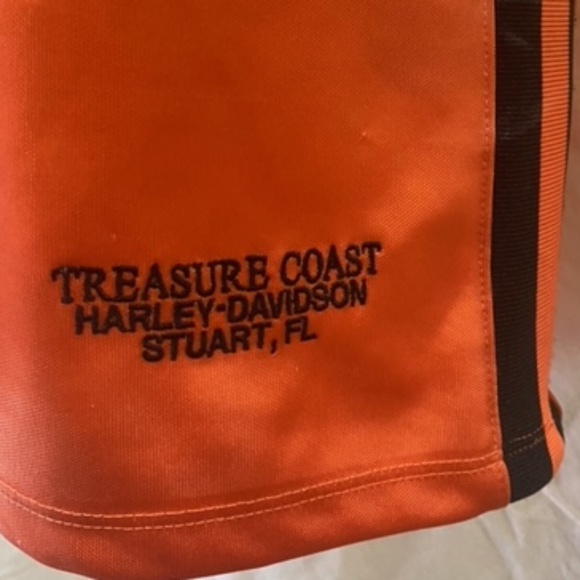 TREASURE COAST
HARLEY-DAVIDSON
STUART, FL